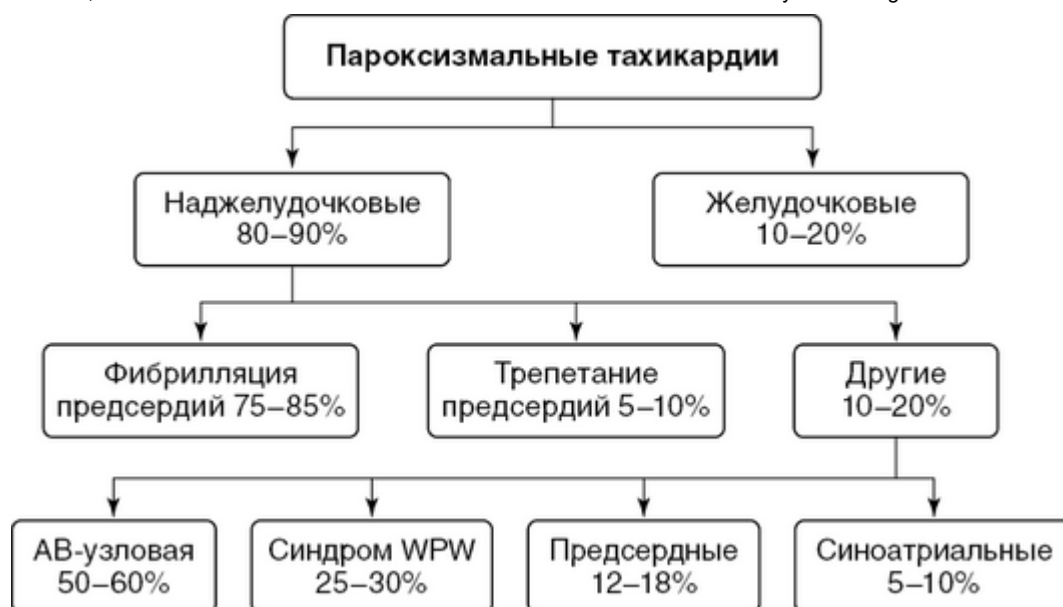 Пароксизмальные тахикардии
Наджелудочковые
80–90%
Желудочковые
10–20%
Фибрилляция
предсердий 75–85%
Трепетание
предсердий 5–10%
Другие
10–20%
АВ-узловая
50–60%
Синдром WPW
25–30%
Предсердные
12–18%
Синоатриальные
5–10%